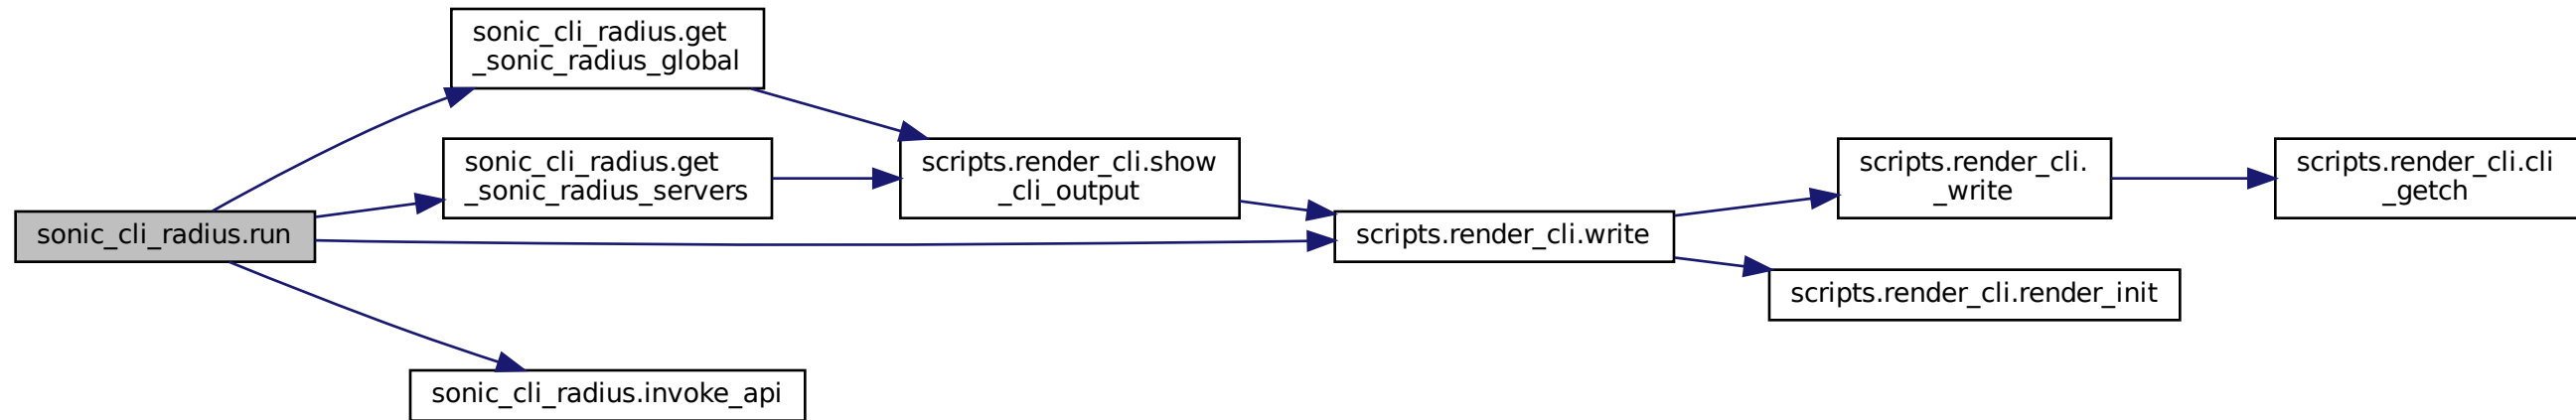 sonic_cli_radius.get
_sonic_radius_global
sonic_cli_radius.get
_sonic_radius_servers
scripts.render_cli.show
_cli_output
scripts.render_cli.
_write
scripts.render_cli.cli
_getch
sonic_cli_radius.run
scripts.render_cli.write
scripts.render_cli.render_init
sonic_cli_radius.invoke_api